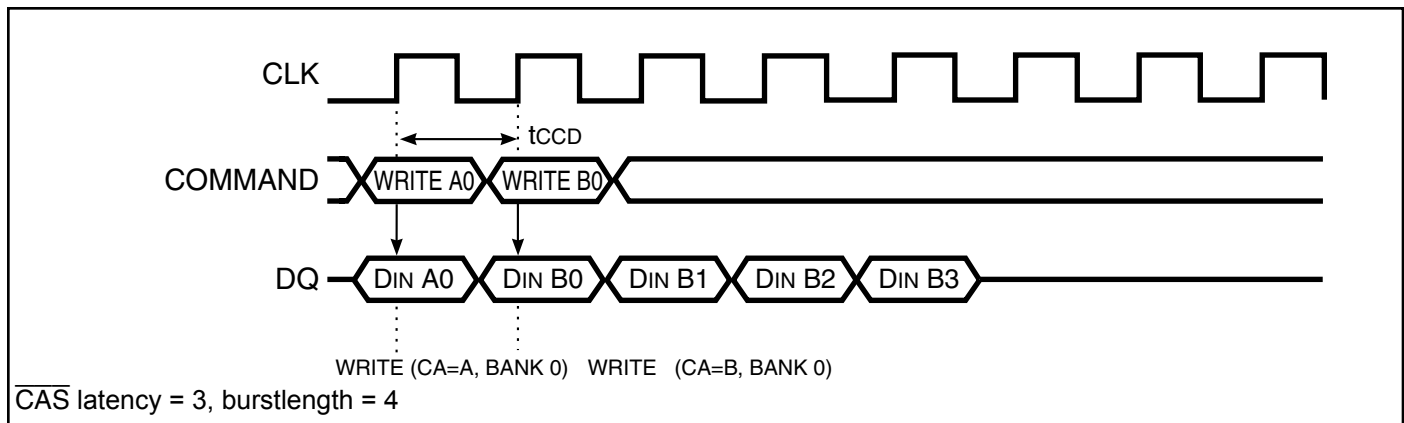 CLK
tCCD
COMMAND WRITE A0 WRITE B0
DQ DIN A0 DIN B0 DIN B1 DIN B2 DIN B3
WRITE (CA=A, BANK 0) WRITE (CA=B, BANK 0)
CAS latency = 3, burstlength = 4